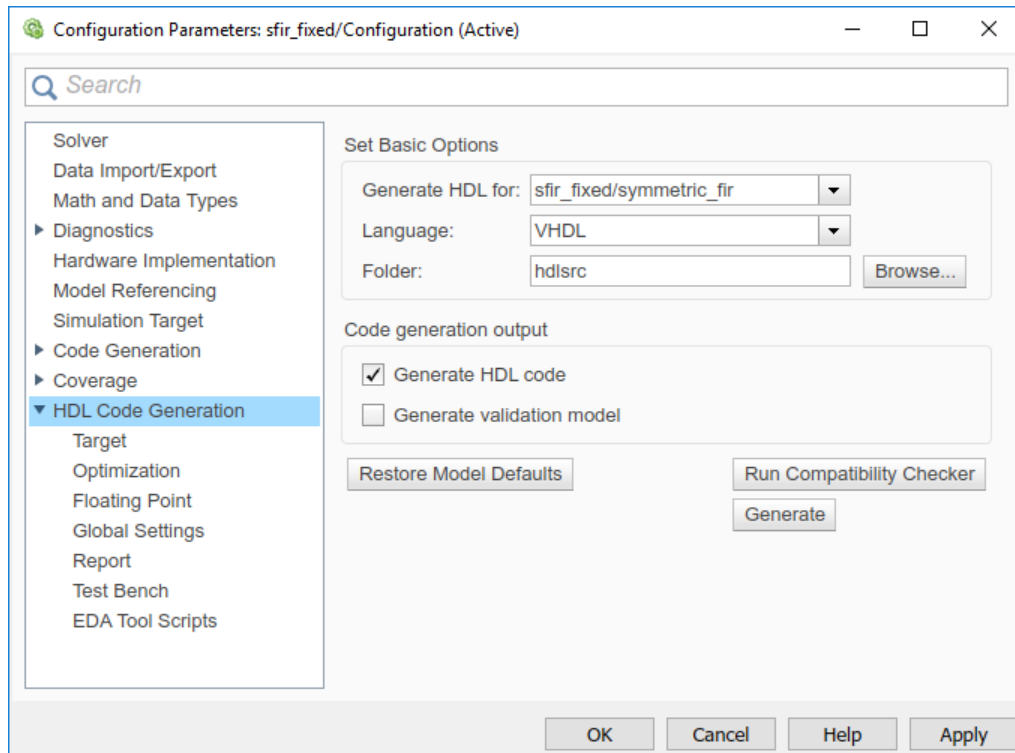 Configuration Parameters: sfir_fixed/Configuration (Active)
Search
Solver
Data Import/Export
Math and Data Types
Diagnostics
Hardware Implementation
Model Referencing
Simulation Target
Code Generation
Coverage
HDL Code Generation
Target
Optimization
Floating Point
Global Settings
Report
Test Bench
EDA Tool Scripts
Set Basic Options
Generate HDL for: sfir_fixed/symmetric_fir
Language: VHDL
Folder: hdlsrc Browse...
Code generation output
Generate HDL code
Generate validation model
Restore Model Defaults Run Compatibility Checker
Generate
OK Cancel Help Apply